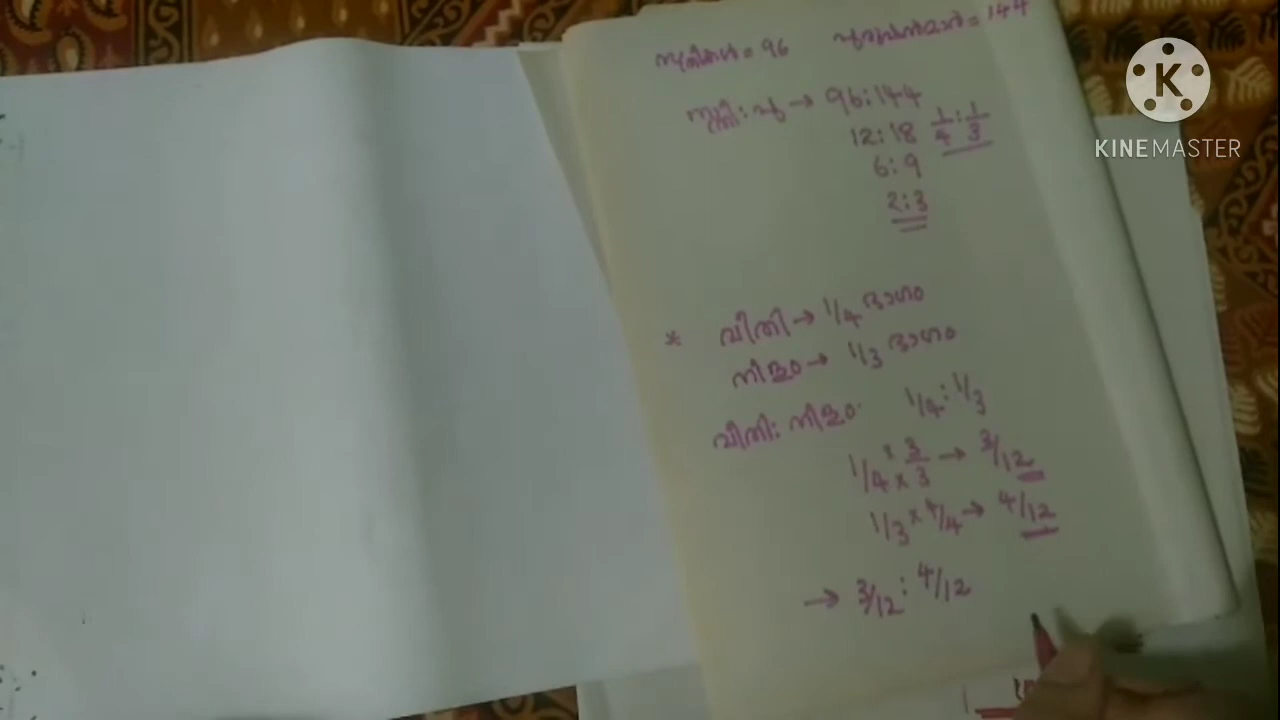 സ്ത്രീകൾ = 96 പുരുഷൻമാർ = 144
സ്ത്രീ : പു → 96:144
12:18 1/4 : 1/3
6:9
2:3
* വീതി → 1/4 ഭാഗം
നീളം → 1/3 ഭാഗം
വീതി : നീളം 1/4 : 1/3
1/4 × 3/3 → 3/12
1/3 × 4/4 → 4/12
→ 3/12 : 4/12
K
KINEMASTER